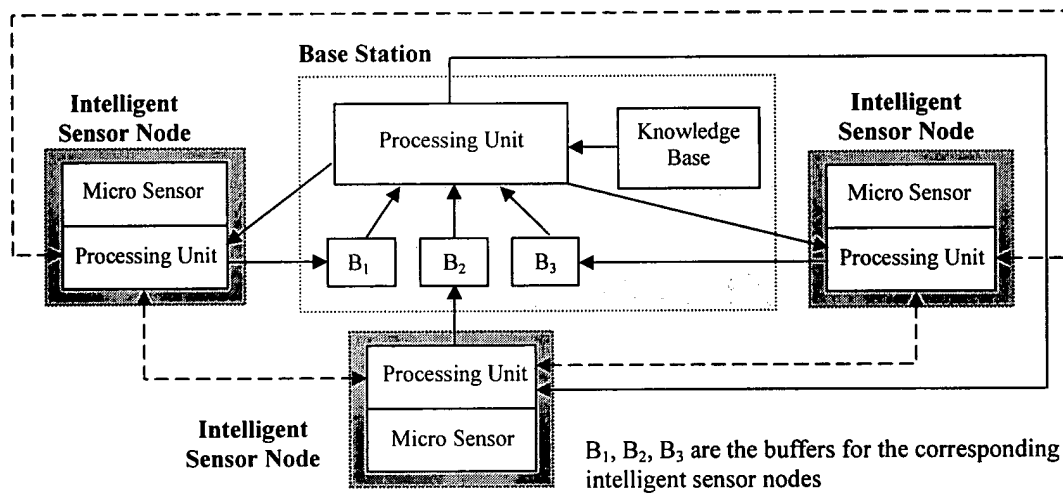 Base Station
Intelligent
Sensor Node
Micro Sensor
Processing Unit
Processing Unit
Knowledge
Base
Intelligent
Sensor Node
Micro Sensor
Processing Unit
B₁
B₂
B₃
Processing Unit
Micro Sensor
Intelligent
Sensor Node
B₁, B₂, B₃ are the buffers for the corresponding
intelligent sensor nodes